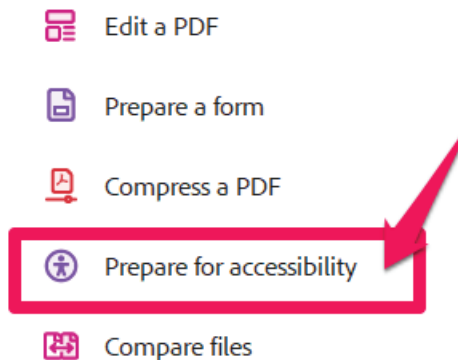 Edit a PDF
Prepare a form
Compress a PDF
Prepare for accessibility
Compare files